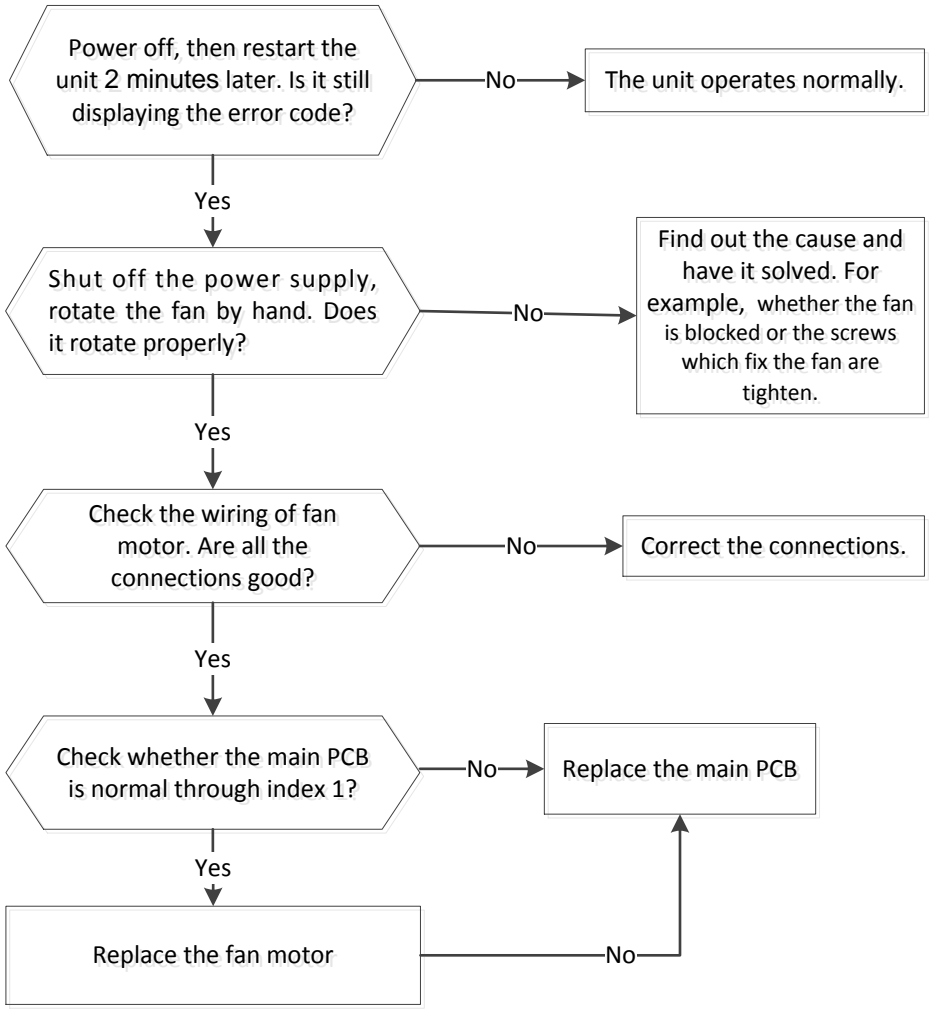 Power off, then restart the
unit 2 minutes later. Is it still
displaying the error code?
No
The unit operates normally.
Yes
Shut off the power supply,
rotate the fan by hand. Does
it rotate properly?
No
Find out the cause and
have it solved. For
example, whether the fan
is blocked or the screws
which fix the fan are
tighten.
Yes
Check the wiring of fan
motor. Are all the
connections good?
No
Correct the connections.
Yes
Check whether the main PCB
is normal through index 1?
No
Replace the main PCB
Yes
Replace the fan motor
No